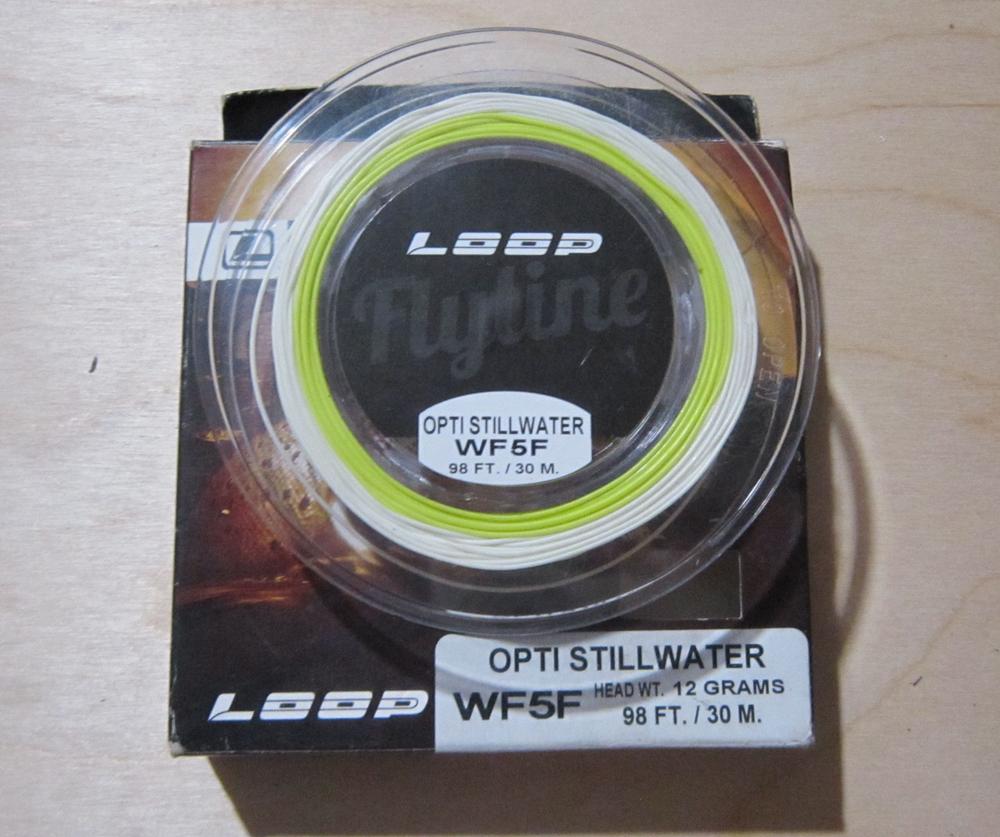 LOOP
Flyline
OPTI STILLWATER
WF5F
98 FT. / 30 M.
OPEN
LOOP
OPTI STILLWATER
WF5F HEAD WT. 12 GRAMS
98 FT. / 30 M.